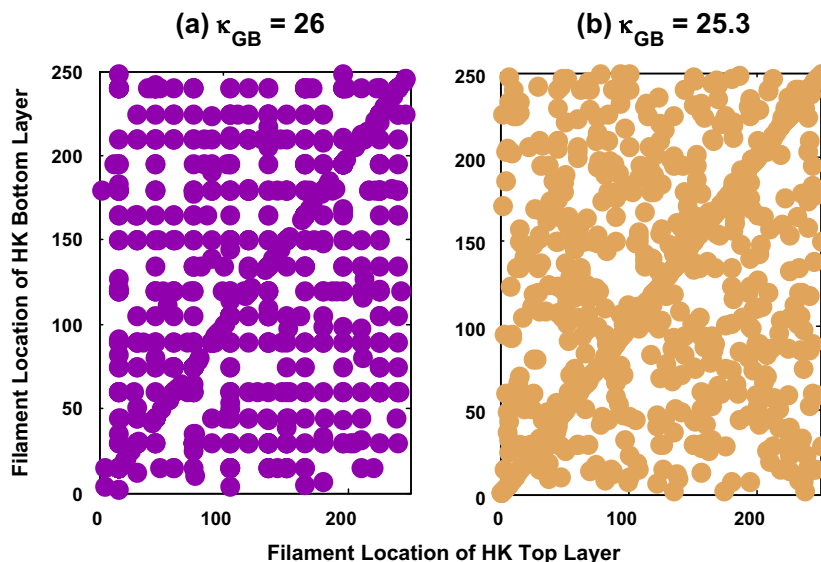 (a) κGB = 26
(b) κGB = 25.3
Filament Location of HK Bottom Layer
250
200
150
100
50
0
0 100 200
250
200
150
100
50
0
0 100 200
Filament Location of HK Top Layer